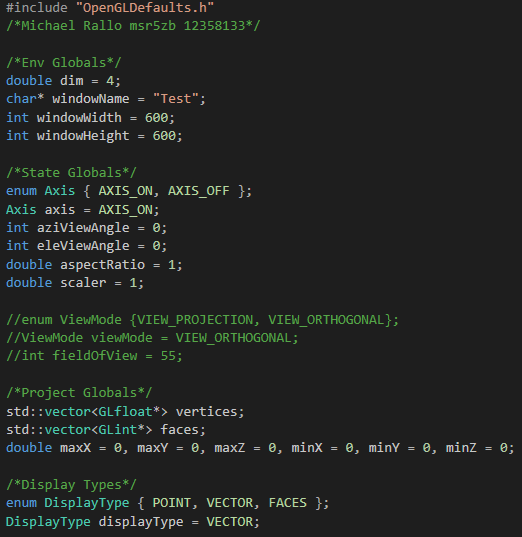 #include "OpenGLDefaults.h"
/*Michael Rallo msr5zb 12358133*/
/*Env Globals*/
double dim = 4;
char* windowName = "Test";
int windowWidth = 600;
int windowHeight = 600;
/*State Globals*/
enum Axis { AXIS_ON, AXIS_OFF };
Axis axis = AXIS_ON;
int aziViewAngle = 0;
int eleViewAngle = 0;
double aspectRatio = 1;
double scaler = 1;
//enum ViewMode {VIEW_PROJECTION, VIEW_ORTHOGONAL};
//ViewMode viewMode = VIEW_ORTHOGONAL;
//int fieldOfView = 55;
/*Project Globals*/
std::vector<GLfloat*> vertices;
std::vector<GLint*> faces;
double maxX = 0, maxY = 0, maxZ = 0, minX = 0, minY = 0, minZ = 0;
/*Display Types*/
enum DisplayType { POINT, VECTOR, FACES };
DisplayType displayType = VECTOR;